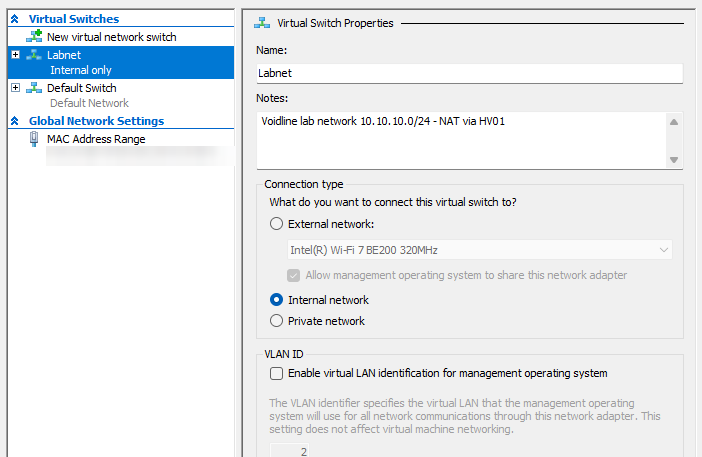 Virtual Switches
New virtual network switch
Labnet
Internal only
Default Switch
Default Network
Global Network Settings
MAC Address Range
Virtual Switch Properties
Name:
Labnet
Notes:
Voidline lab network 10.10.10.0/24 - NAT via HV01
Connection type
What do you want to connect this virtual switch to?
External network:
Intel(R) Wi-Fi 7 BE200 320MHz
Allow management operating system to share this network adapter
Internal network
Private network
VLAN ID
Enable virtual LAN identification for management operating system
The VLAN identifier specifies the virtual LAN that the management operating
system will use for all network communications through this network adapter. This
setting does not affect virtual machine networking.
2